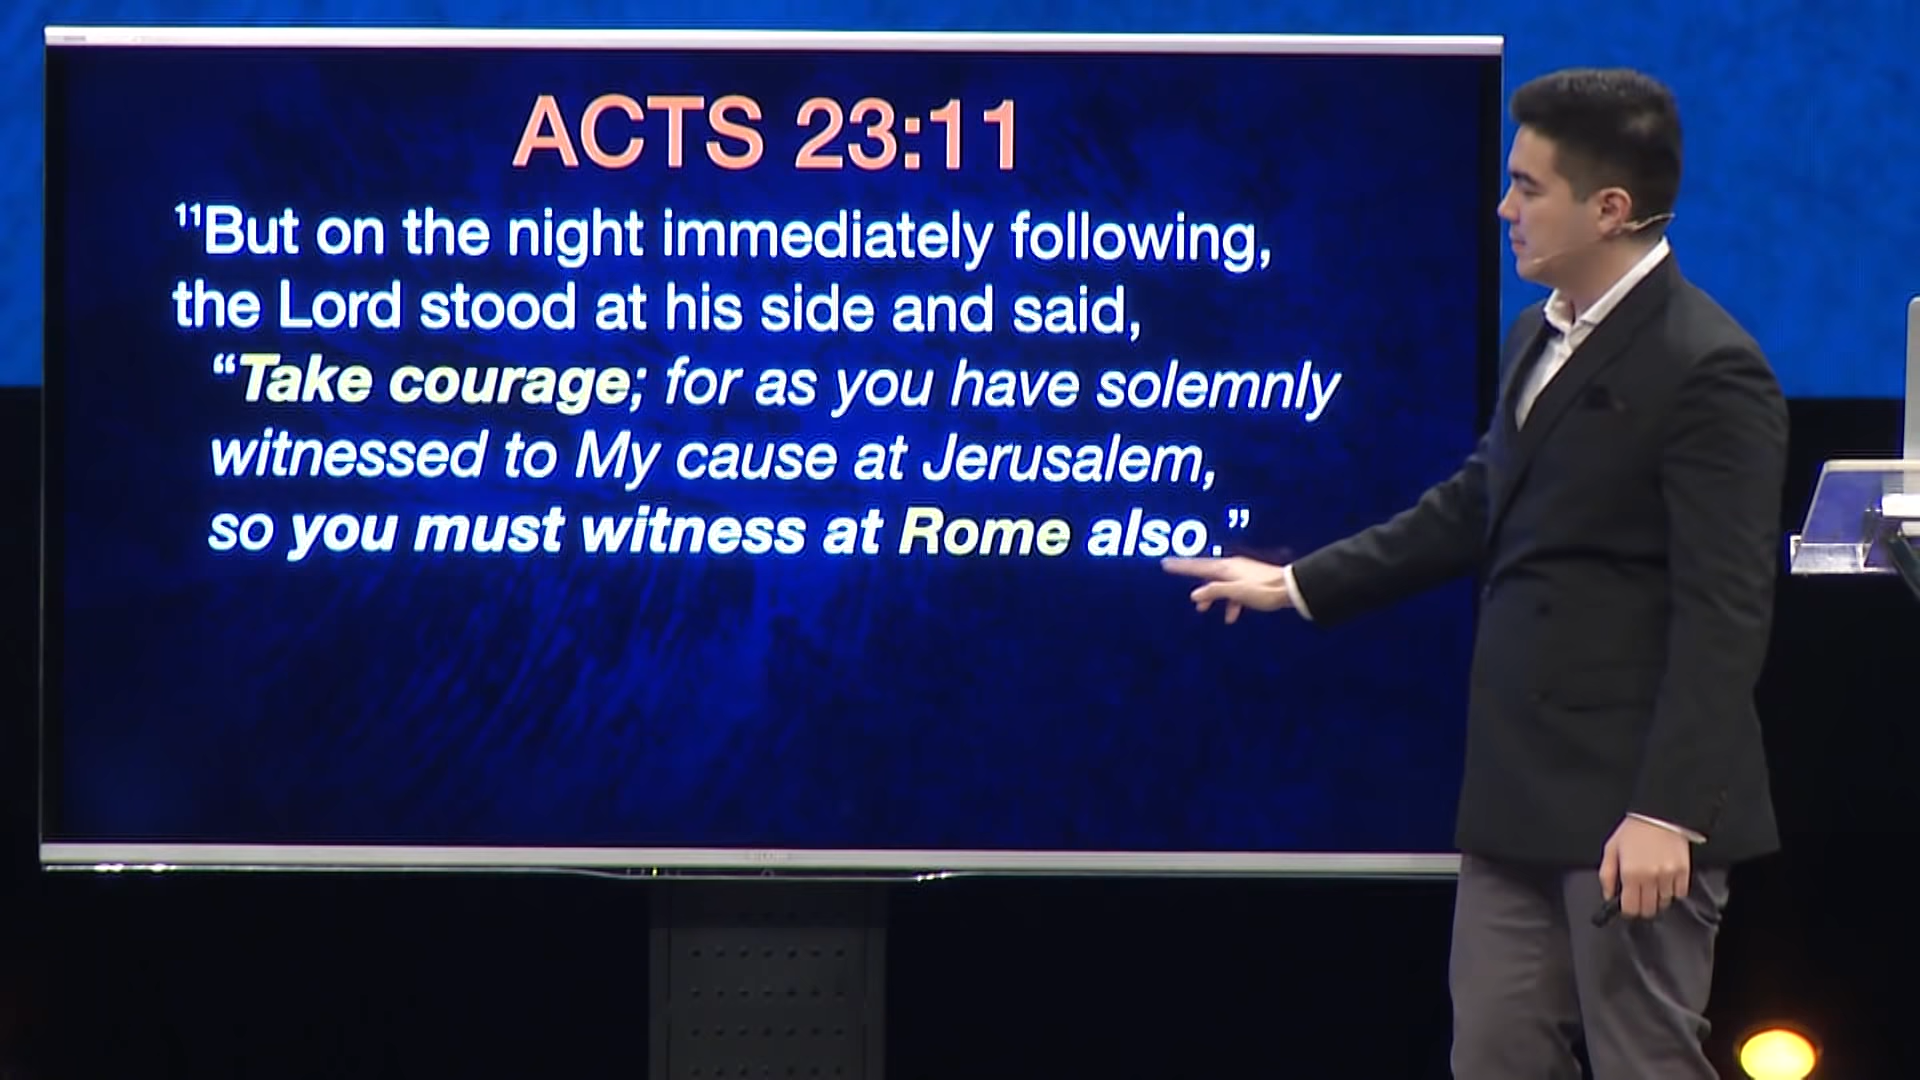 ACTS 23:11
¹¹But on the night immediately following,
the Lord stood at his side and said,
“Take courage; for as you have solemnly
witnessed to My cause at Jerusalem,
so you must witness at Rome also.”